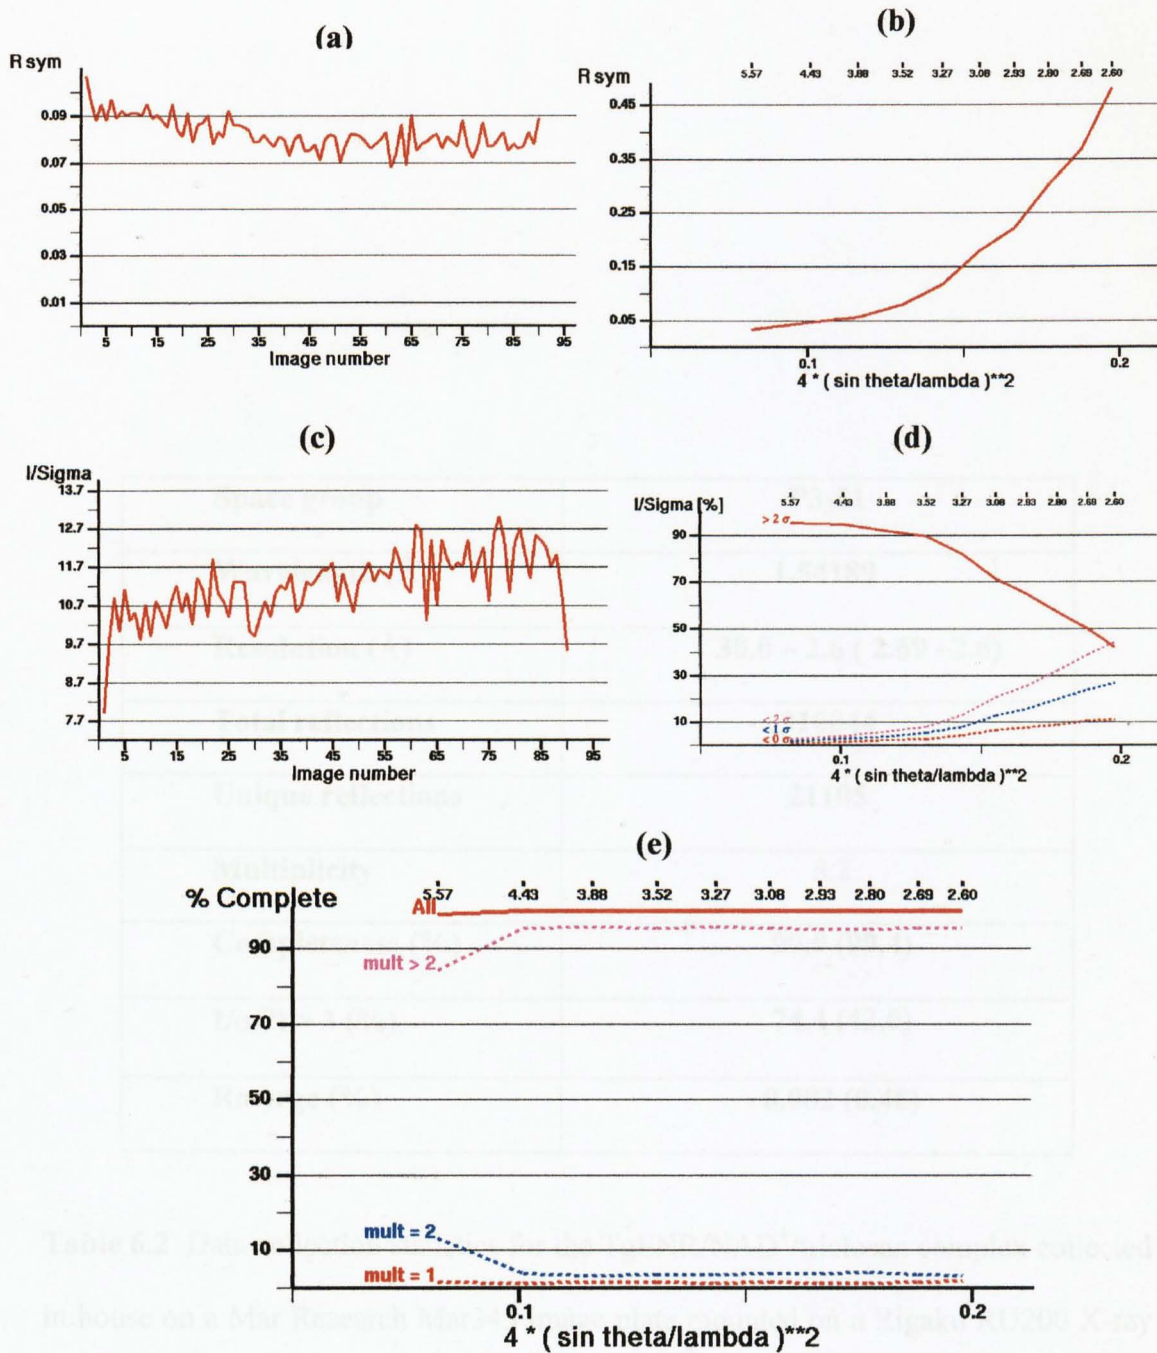 (a)
R sym
0.09
0.07
0.05
0.03
0.01
5 15 25 35 45 55 65 75 85 95
Image number
(b)
R sym
5.57 4.43 3.88 3.52 3.27 3.08 2.93 2.80 2.69 2.60
0.45
0.35
0.25
0.15
0.05
0.1 0.2
4 * ( sin theta/lambda )**2
(c)
I/Sigma
13.7
12.7
11.7
10.7
9.7
8.7
7.7
5 15 25 35 45 55 65 75 85 95
Image number
(d)
I/Sigma [%]
5.57 4.43 3.88 3.52 3.27 3.08 2.93 2.80 2.69 2.60
> 2 σ
90
70
50
30
10
< 2 σ
< 1 σ
< 0 σ
0.1 0.2
4 * ( sin theta/lambda )**2
(e)
% Complete
5.57 4.43 3.88 3.52 3.27 3.08 2.93 2.80 2.69 2.60
All
90
mult > 2
70
50
30
mult = 2
10
mult = 1
0.1 0.2
4 * ( sin theta/lambda )**2
Space group
Total reflections
Unique reflections
Multiplicity